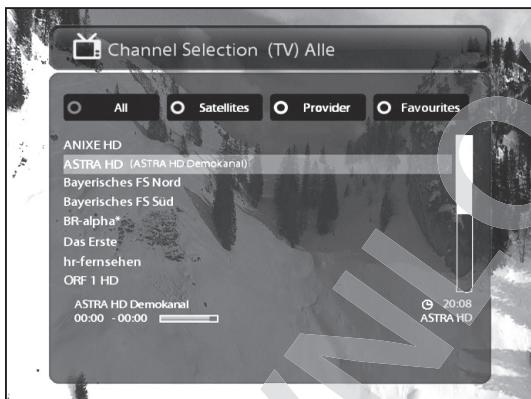 Channel Selection (TV) Alle
All Satellites Provider Favourites
ANIXE HD
ASTRA HD (ASTRA HD Demokanal)
Bayerisches FS Nord
Bayerisches FS Süd
BR-alpha*
Das Erste
hr-fernsehen
ORF 1 HD
ASTRA HD Demokanal 20:08
00:00 - 00:00 ASTRA HD